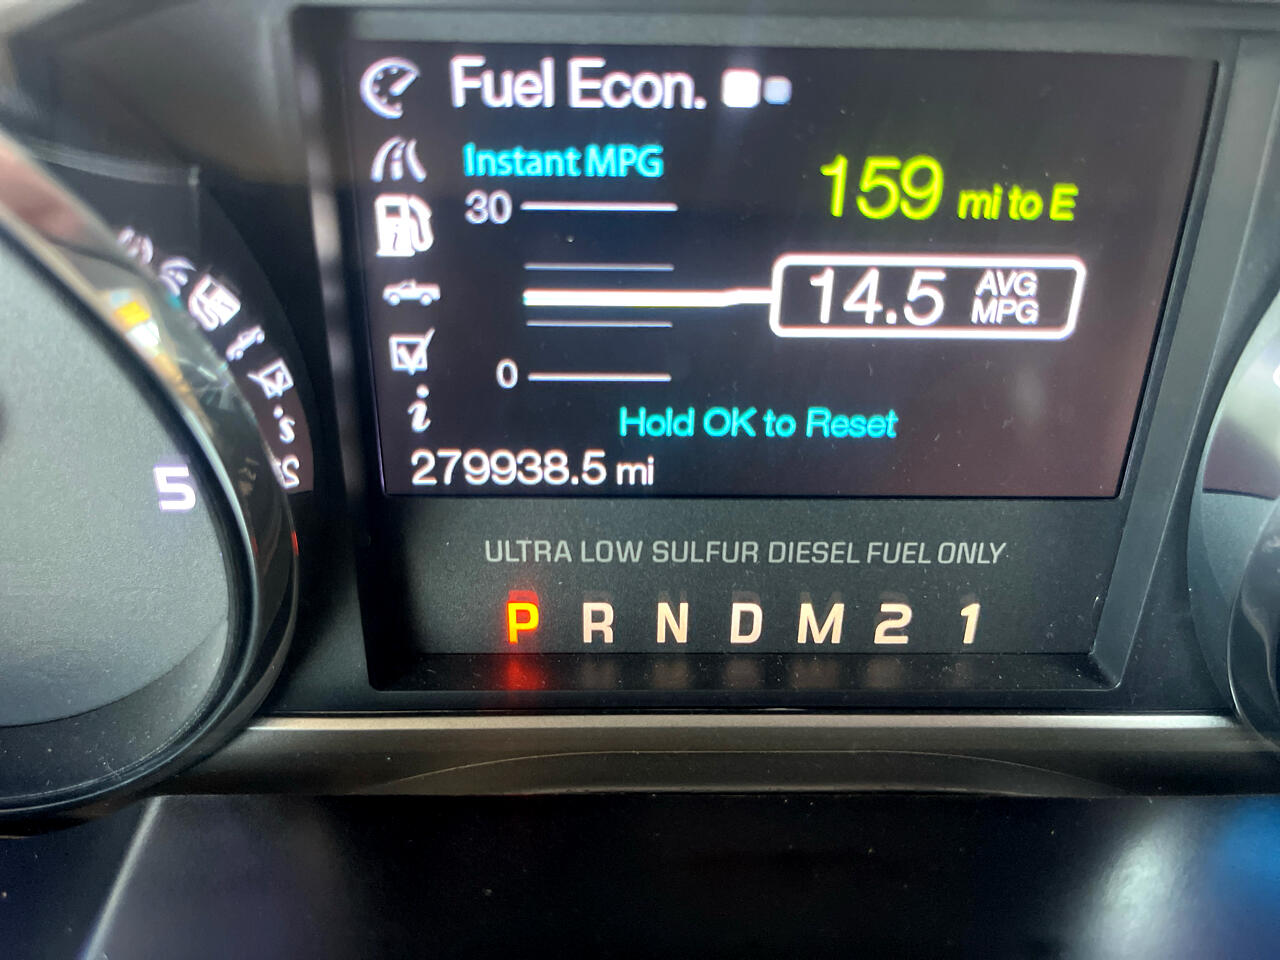 Fuel Econ.
Instant MPG
159 mi to E
30
14.5 AVG MPG
0
Hold OK to Reset
279938.5 mi
5
ULTRA LOW SULFUR DIESEL FUEL ONLY
P R N D M 2 1